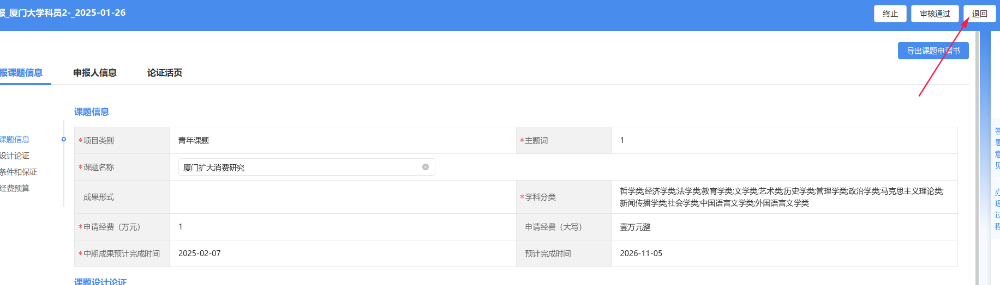 报_厦门大学科员2-_2025-01-26
终止 审核通过 退回
导出课题申请书
报课题信息 申报人信息 论证活页
课题信息
设计论证
条件和保证
经费预算
课题信息
*项目类别 青年课题 *主题词 1
*课题名称 厦门扩大消费研究
成果形式 *学科分类 哲学类;经济学类;法学类;教育学类;文学类;艺术类;历史学类;管理学类;政治学类;马克思主义理论类;
新闻传播学类;社会学类;中国语言文学类;外国语言文学类
*申请经费（万元） 1 申请经费（大写） 壹万元整
*中期成果预计完成时间 2025-02-07 预计完成时间 2026-11-05
课题设计论证
签
署
意
见
办
理
过
程